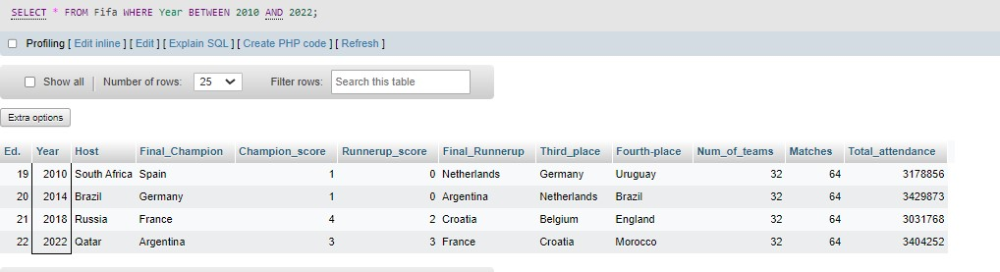 SELECT * FROM Fifa WHERE Year BETWEEN 2010 AND 2022;
Profiling [ Edit inline ] [ Edit ] [ Explain SQL ] [ Create PHP code ] [ Refresh ]
Show all | Number of rows: 25 Filter rows: Search this table
Extra options
Ed. Year Host Final_Champion Champion_score Runnerup_score Final_Runnerup Third_place Fourth-place Num_of_teams Matches Total_attendance
19 2010 South Africa Spain 1 0 Netherlands Germany Uruguay 32 64 3178856
20 2014 Brazil Germany 1 0 Argentina Netherlands Brazil 32 64 3429873
21 2018 Russia France 4 2 Croatia Belgium England 32 64 3031768
22 2022 Qatar Argentina 3 3 France Croatia Morocco 32 64 3404252